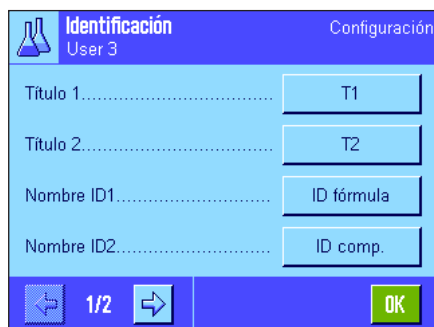 Identificación Configuración
User 3
Título 1.................................... T1
Título 2.................................... T2
Nombre ID1............................. ID fórmula
Nombre ID2............................. ID comp.
1/2 OK